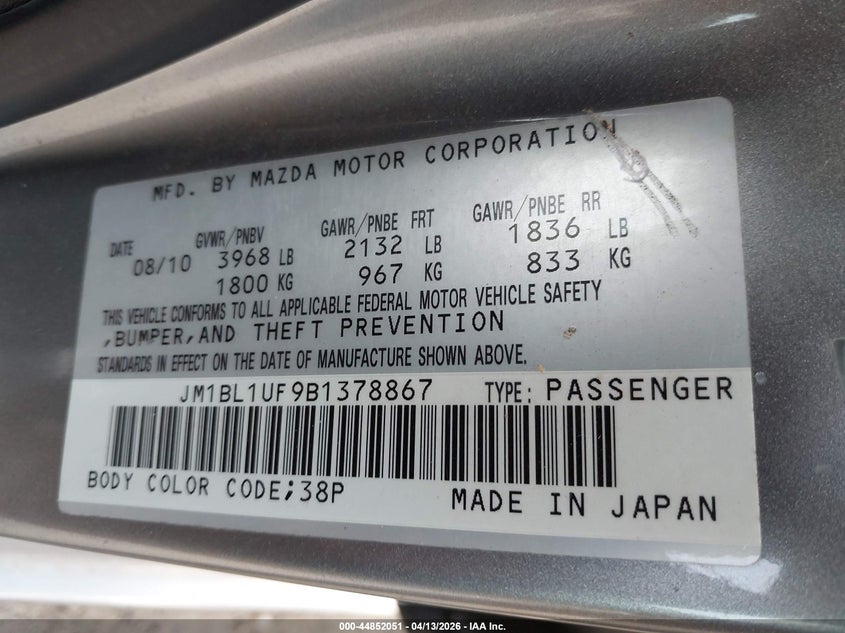 MFD. BY MAZDA MOTOR CORPORATION
DATE GVWR/PNBV GAWR/PNBE FRT GAWR/PNBE RR
08/10 3968 LB 2132 LB 1836 LB
1800 KG 967 KG 833 KG
THIS VEHICLE CONFORMS TO ALL APPLICABLE FEDERAL MOTOR VEHICLE SAFETY
,BUMPER,AND THEFT PREVENTION
STANDARDS IN EFFECT ON THE DATE OF MANUFACTURE SHOWN ABOVE.
JM1BL1UF9B1378867 TYPE: PASSENGER
BODY COLOR CODE;38P MADE IN JAPAN
000-44852051 - 04/13/2026 - IAA Inc.